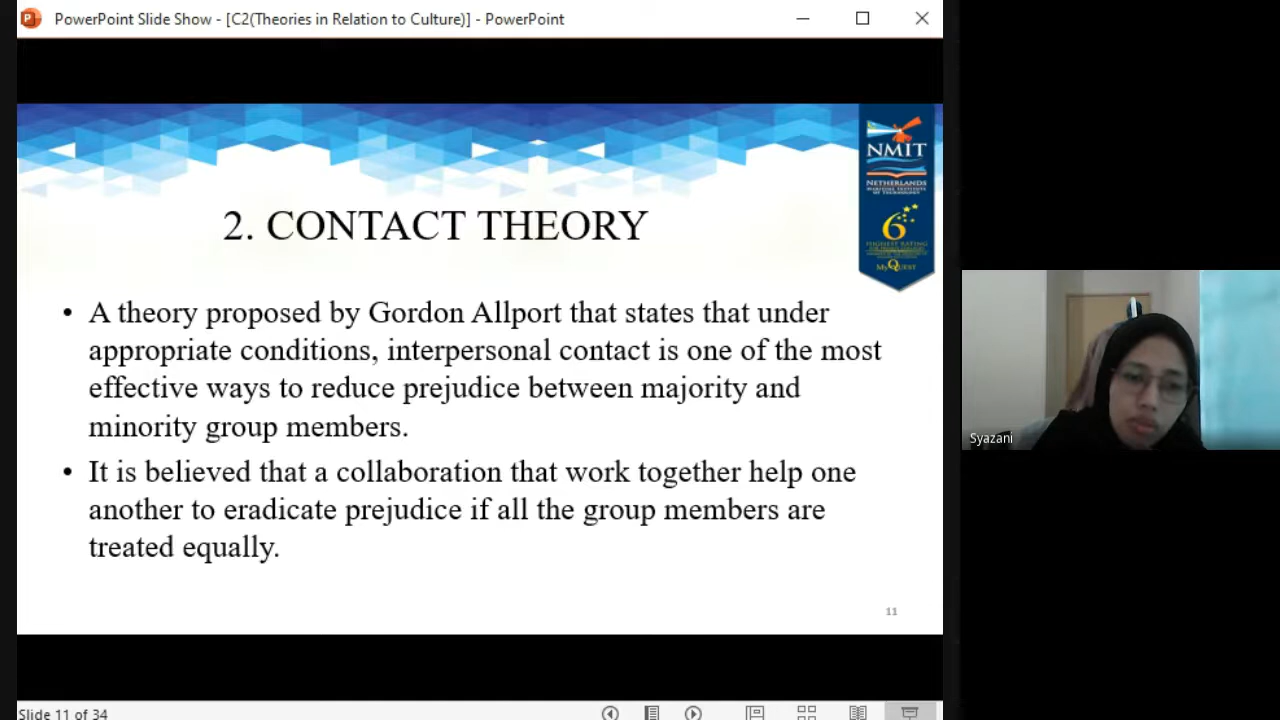 PowerPoint Slide Show - [C2(Theories in Relation to Culture)] - PowerPoint
NMIT
NETHERLANDS
MARITIME INSTITUTE
OF TECHNOLOGY
6
HIGHEST RATING
MyQUEST
2. CONTACT THEORY
• A theory proposed by Gordon Allport that states that under
appropriate conditions, interpersonal contact is one of the most
effective ways to reduce prejudice between majority and
minority group members.
• It is believed that a collaboration that work together help one
another to eradicate prejudice if all the group members are
treated equally.
11
Syazani
Slide 11 of 34